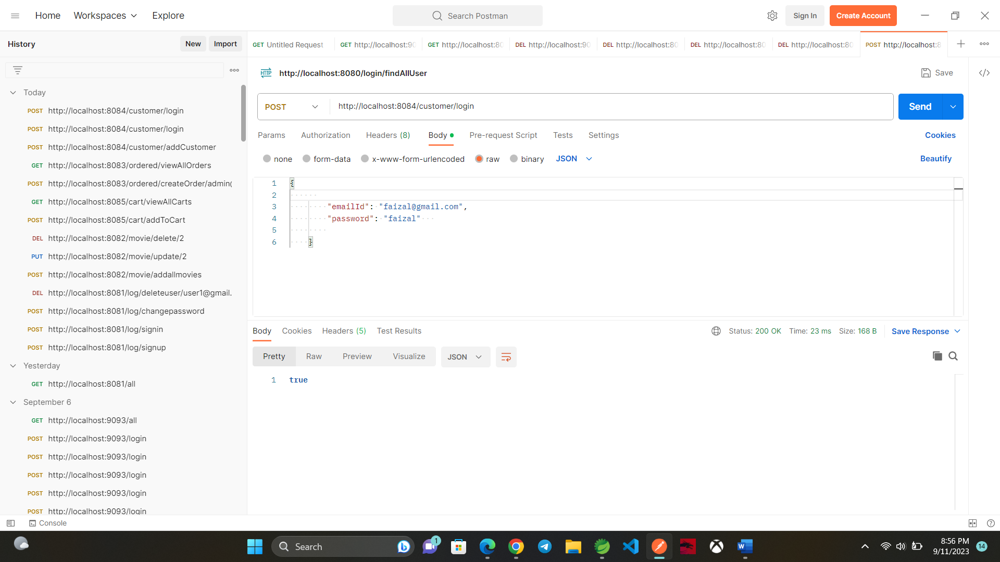 Home Workspaces Explore Search Postman Sign In Create Account
History New Import
GET Untitled Request GET http://localhost:90 GET http://localhost:80 DEL http://localhost:90 DEL http://localhost:80 DEL http://localhost:80 DEL http://localhost:80 POST http://localhost:8
HTTP http://localhost:8080/login/findAllUser Save
Today
POST http://localhost:8084/customer/login
POST http://localhost:8084/customer/login
POST http://localhost:8084/customer/addCustomer
GET http://localhost:8083/ordered/viewAllOrders
POST http://localhost:8083/ordered/createOrder/admin@
GET http://localhost:8085/cart/viewAllCarts
POST http://localhost:8085/cart/addToCart
DEL http://localhost:8082/movie/delete/2
PUT http://localhost:8082/movie/update/2
POST http://localhost:8082/movie/addallmovies
DEL http://localhost:8081/log/deleteuser/user1@gmail.
POST http://localhost:8081/log/changepassword
POST http://localhost:8081/log/signin
POST http://localhost:8081/log/signup
Yesterday
GET http://localhost:8081/all
September 6
GET http://localhost:9093/all
POST http://localhost:9093/login
POST http://localhost:9093/login
POST http://localhost:9093/login
POST http://localhost:9093/login
POST http://localhost:9093/login
POST http://localhost:8084/customer/login Send
Params Authorization Headers (8) Body Pre-request Script Tests Settings Cookies
none form-data x-www-form-urlencoded raw binary JSON Beautify
1 {
2
3 "emailId": "faizal@gmail.com",
4 "password": "faizal"
5
6 }
Body Cookies Headers (5) Test Results Status: 200 OK Time: 23 ms Size: 168 B Save Response
Pretty Raw Preview Visualize JSON
1 true
Console
Search 1 8:56 PM
9/11/2023 14